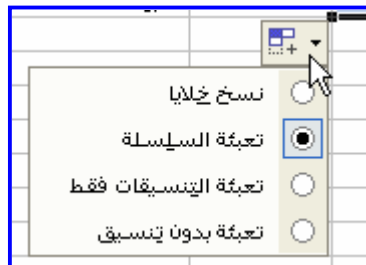 نسخ خلايا
تعبئة السلسلة
تعبئة التنسيقات فقط
تعبئة بدون تنسيق